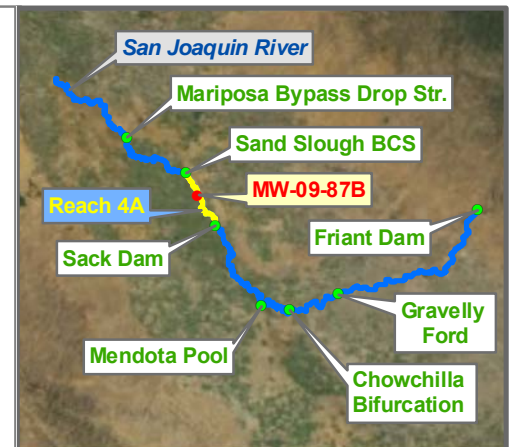 San Joaquin River
Mariposa Bypass Drop Str.
Sand Slough BCS
MW-09-87B
Reach 4A
Friant Dam
Sack Dam
Gravelly
Ford
Mendota Pool
Chowchilla
Bifurcation